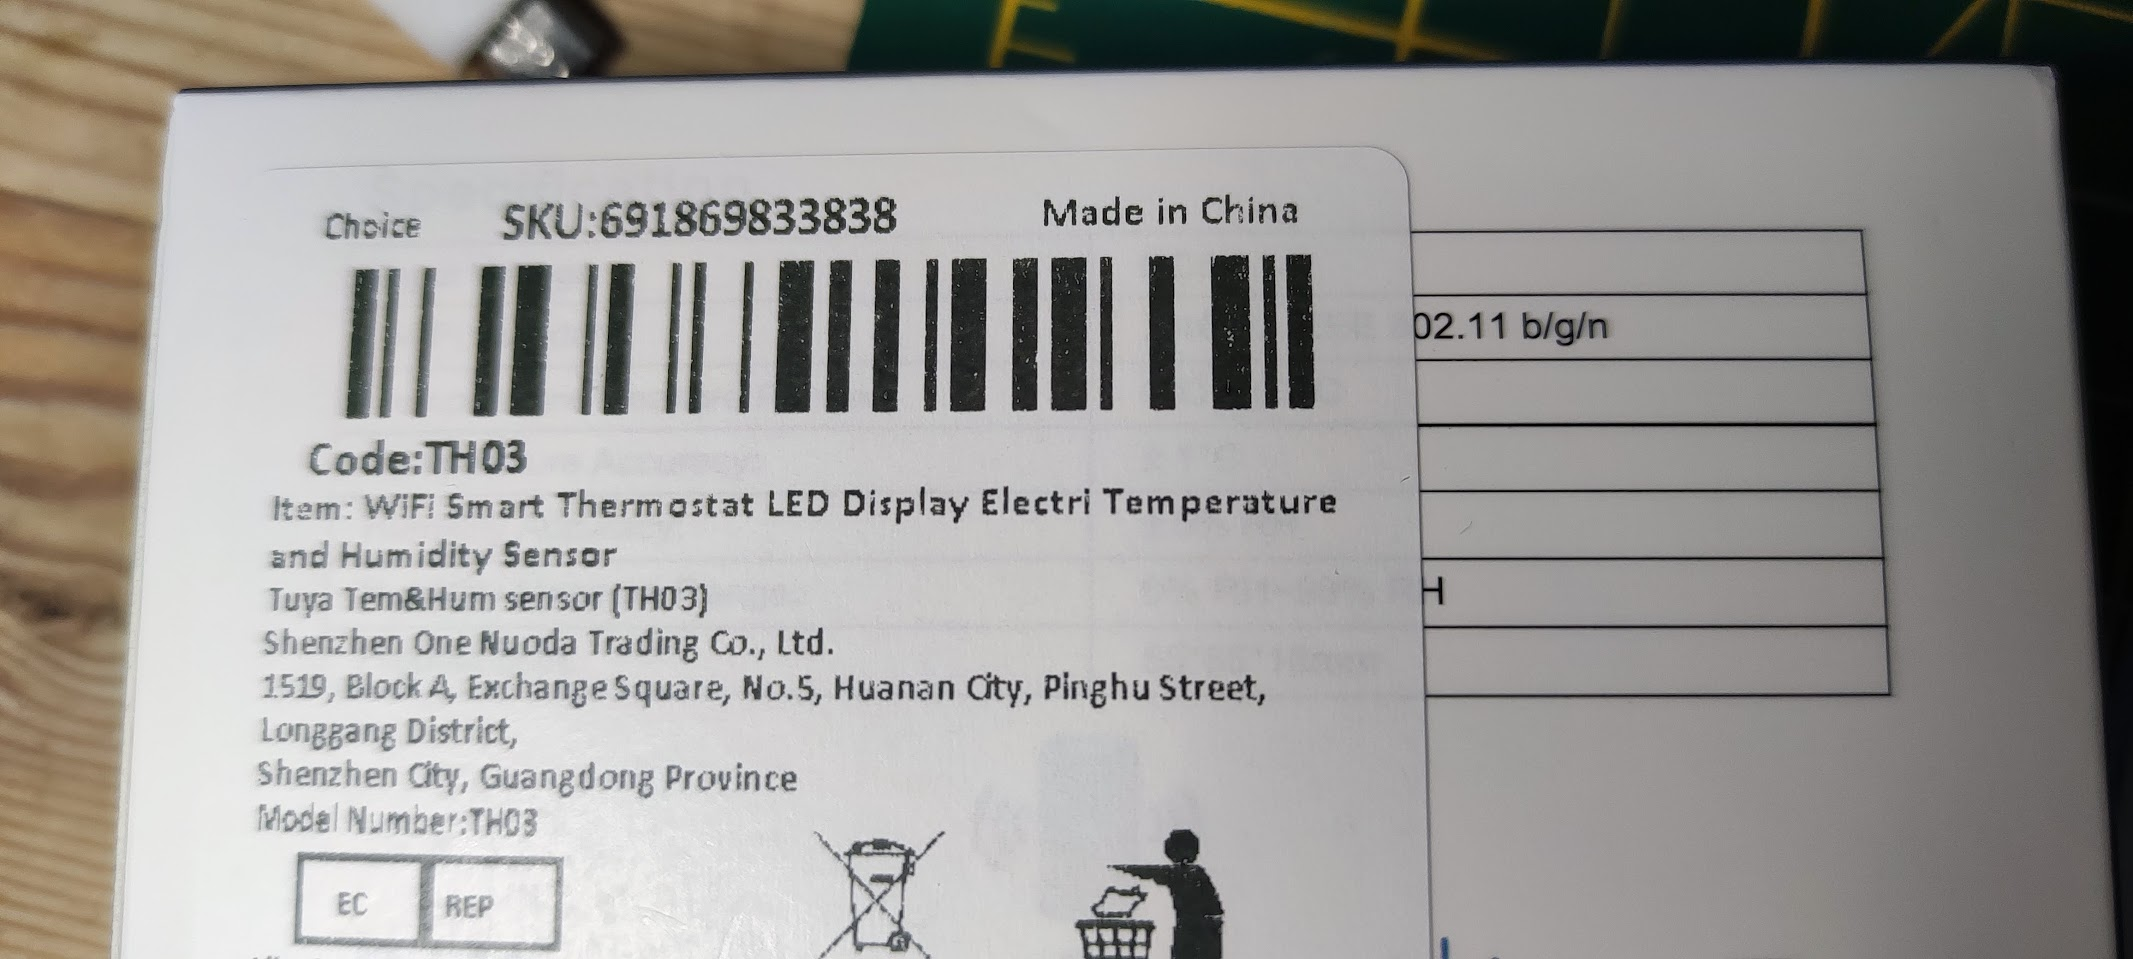 Choice SKU:691869833838 Made in China
Code:TH03
Item: WiFi Smart Thermostat LED Display Electri Temperature
and Humidity Sensor
Tuya Tem&Hum sensor (TH03)
Shenzhen One Nuoda Trading Co., Ltd.
1519, Block A, Exchange Square, No.5, Huanan City, Pinghu Street,
Longgang District,
Shenzhen City, Guangdong Province
Model Number:TH03
EC REP
02.11 b/g/n
H